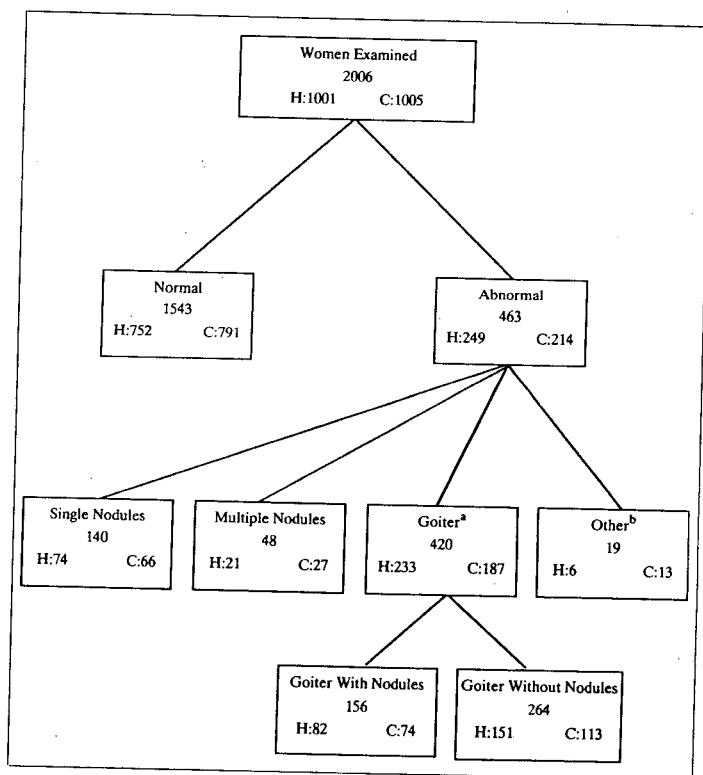 Women Examined
2006
H:1001 C:1005
Normal
1543
H:752 C:791
Abnormal
463
H:249 C:214
Single Nodules
140
H:74 C:66
Multiple Nodules
48
H:21 C:27
Goiterᵃ
420
H:233 C:187
Otherᵇ
19
H:6 C:13
Goiter With Nodules
156
H:82 C:74
Goiter Without Nodules
264
H:151 C:113